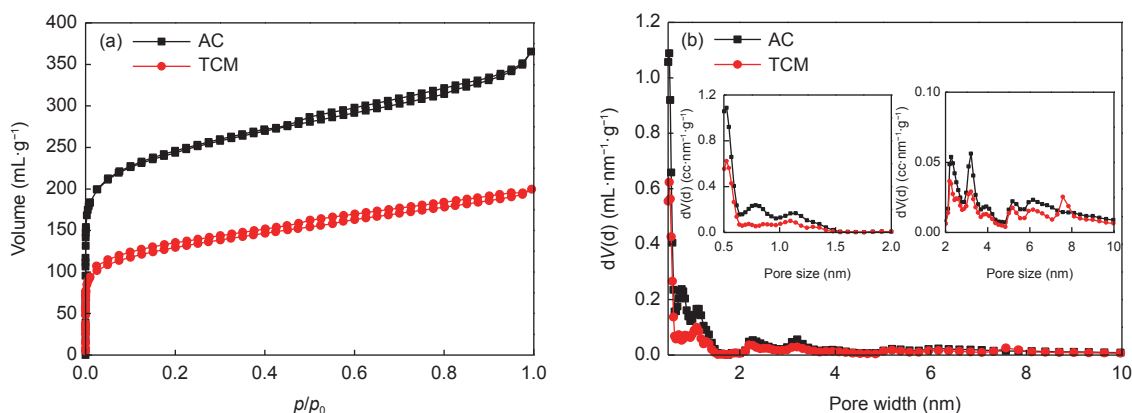 (a)
AC
TCM
Volume (mL·g⁻¹)
400
350
300
250
200
150
100
50
0
0.0 0.2 0.4 0.6 0.8 1.0
p/p₀
(b)
AC
TCM
dV(d) (mL·nm⁻¹·g⁻¹)
1.2
1.0
0.8
0.6
0.4
0.2
0.0
2 4 6 8 10
Pore width (nm)
dV(d) (cc·nm⁻¹·g⁻¹)
1.2
0.8
0.4
0.0
0.5 1.0 1.5 2.0
Pore size (nm)
dV(d) (cc·nm⁻¹·g⁻¹)
0.10
0.05
0.00
2 4 6 8 10
Pore size (nm)